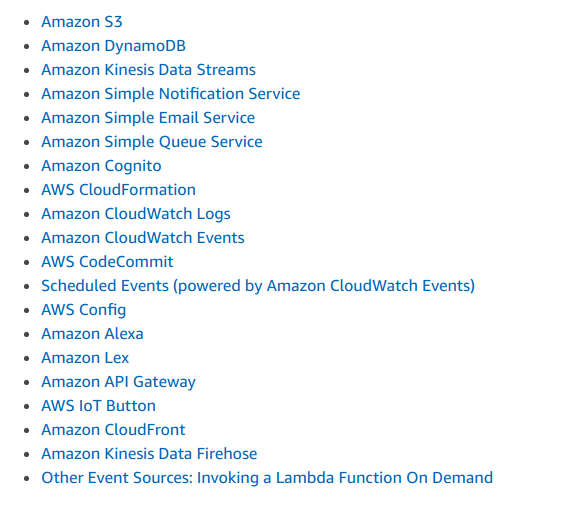 Amazon S3
Amazon DynamoDB
Amazon Kinesis Data Streams
Amazon Simple Notification Service
Amazon Simple Email Service
Amazon Simple Queue Service
Amazon Cognito
AWS CloudFormation
Amazon CloudWatch Logs
Amazon CloudWatch Events
AWS CodeCommit
Scheduled Events (powered by Amazon CloudWatch Events)
AWS Config
Amazon Alexa
Amazon Lex
Amazon API Gateway
AWS IoT Button
Amazon CloudFront
Amazon Kinesis Data Firehose
Other Event Sources: Invoking a Lambda Function On Demand